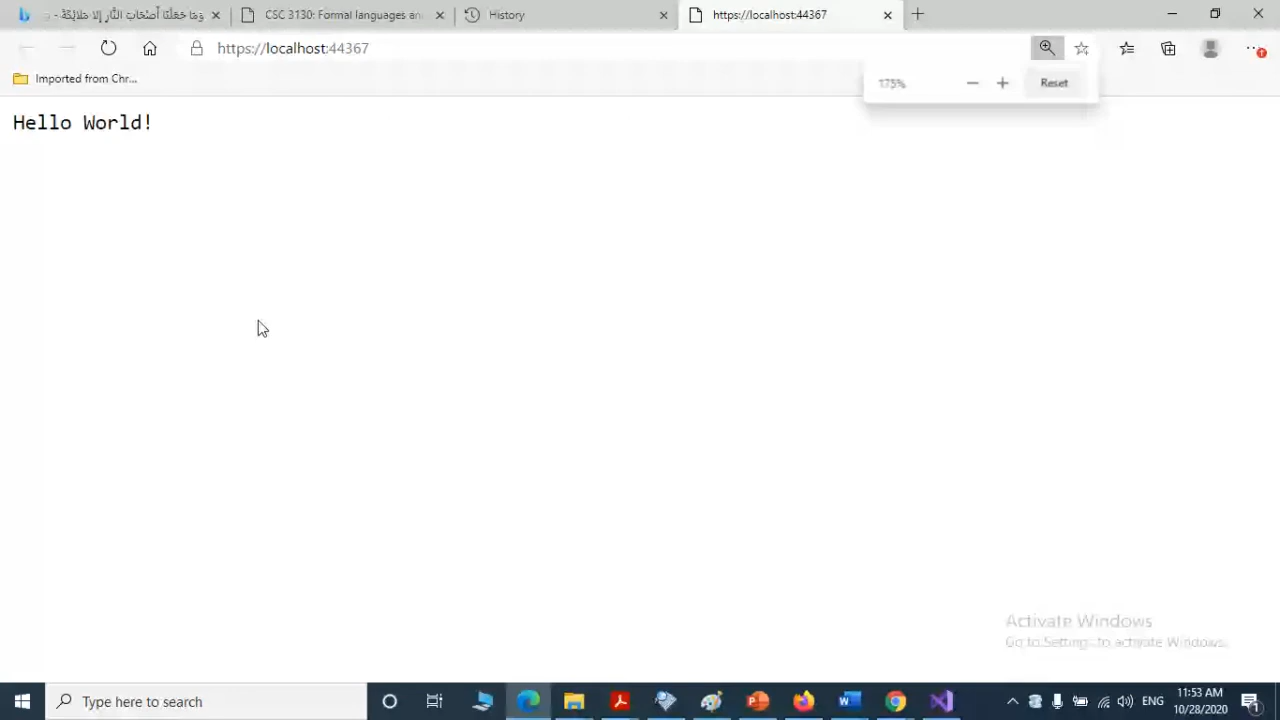 وَمَا جَعَلْنَا أَصْحَابَ النَّارِ إِلَّا مَلَائِكَةً -
CSC 3130: Formal languages an
History
https://localhost:44367
https://localhost:44367
Imported from Chr...
175%
Reset
Hello World!
Activate Windows
Go to Settings to activate Windows.
Type here to search
ENG
11:53 AM
10/28/2020
1